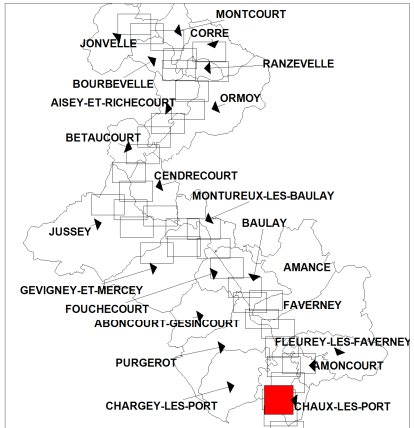 MONTCOURT
JONVELLE
CORRE
RANZEVELLE
BOURBEVELLE
AISEY-ET-RICHECOURT
ORMOY
BETAUCOURT
CENDRECOURT
MONTUREUX-LES-BAULAY
JUSSEY
BAULAY
AMANCE
GEVIGNEY-ET-MERCEY
FOUCHECOURT
FAVERNEY
ABONCOURT-GESINCOURT
FLEUREY-LES-FAVERNEY
PURGEROT
AMONCOURT
CHARGEY-LES-PORT
CHAUX-LES-PORT